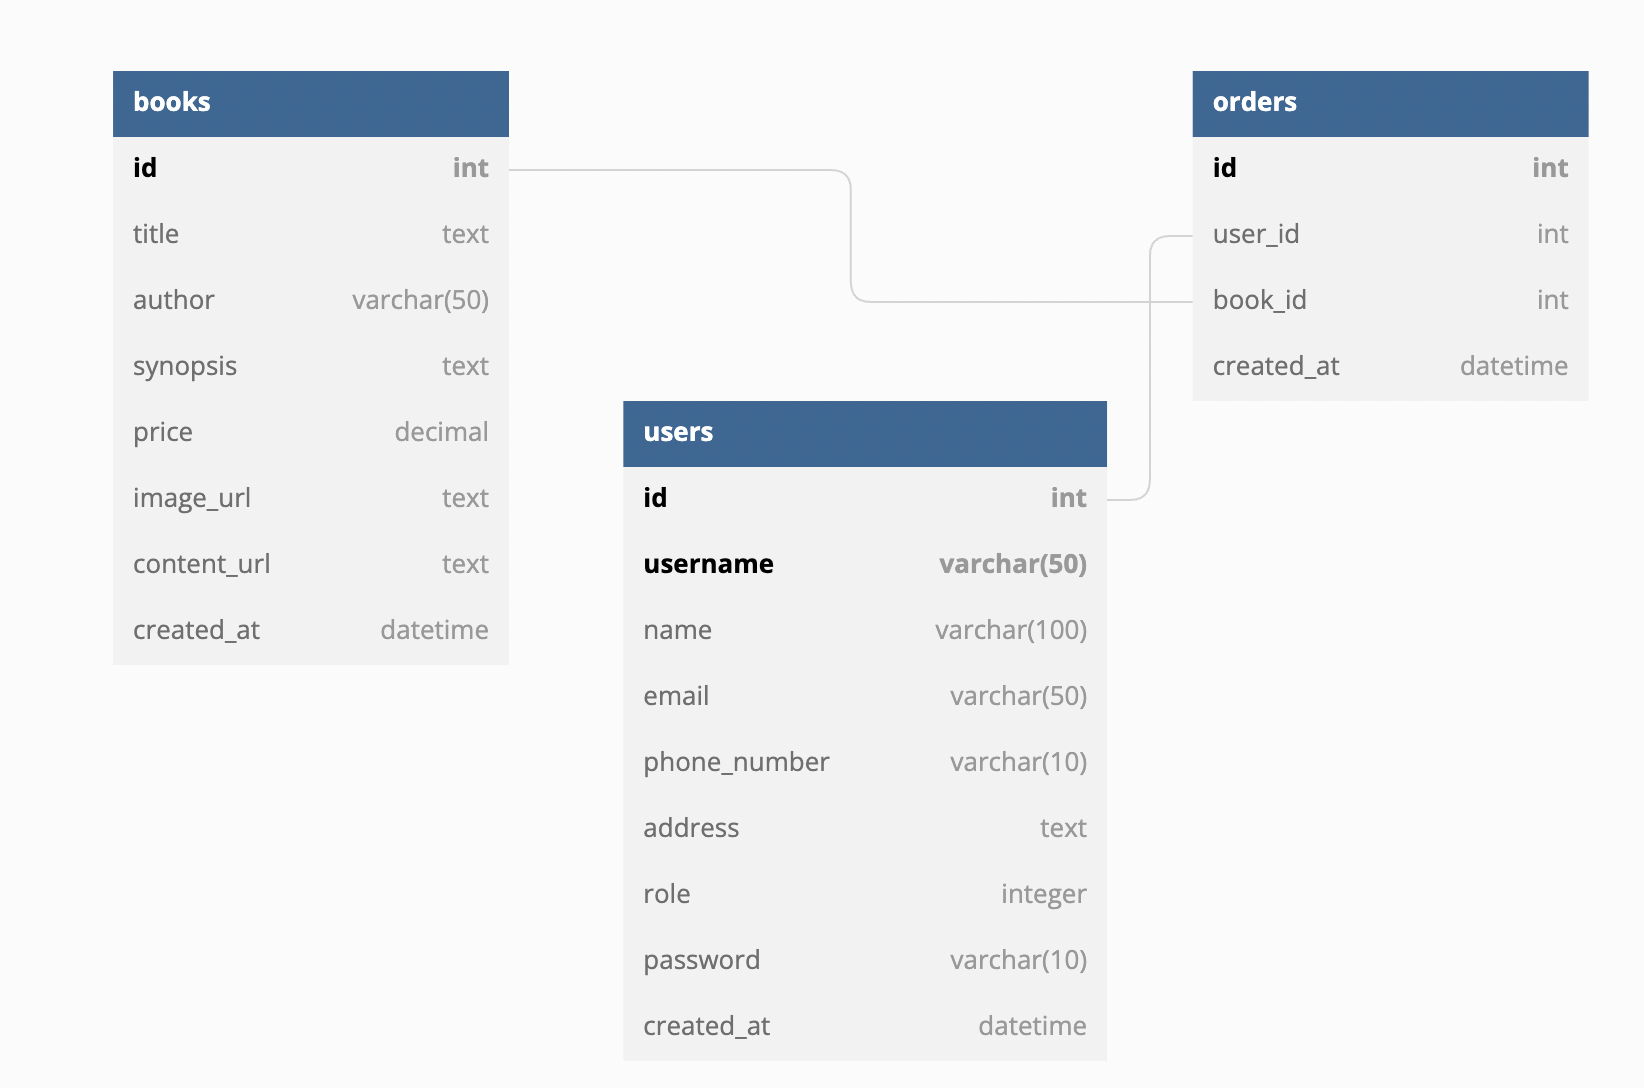 books
id int
title text
author varchar(50)
synopsis text
price decimal
image_url text
content_url text
created_at datetime
users
id int
username varchar(50)
name varchar(100)
email varchar(50)
phone_number varchar(10)
address text
role integer
password varchar(10)
created_at datetime
orders
id int
user_id int
book_id int
created_at datetime